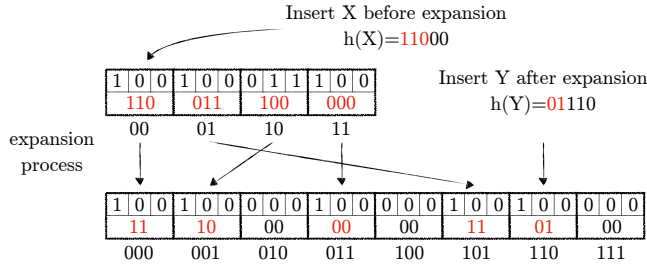 Insert X before expansion
h(X)=11000
1 0 0 1 0 0 0 1 1 1 0 0
110 011 100 000
00 01 10 11
Insert Y after expansion
h(Y)=01110
expansion
process
1 0 0 1 0 0 0 0 0 1 0 0 0 0 0 1 0 0 1 0 0 0 0 0
11 10 00 00 00 11 01 00
000 001 010 011 100 101 110 111